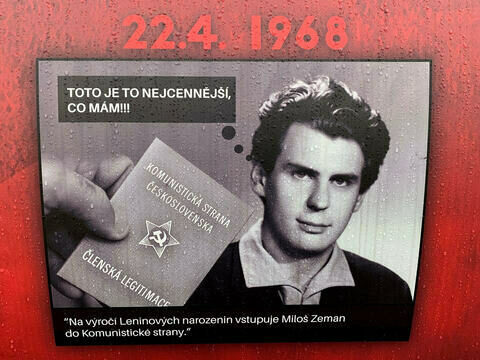 22.4. 1968
TOTO JE TO NEJCENNĚJŠÍ,
CO MÁM!!!
KOMUNISTICKÁ STRANA
ČESKOSLOVENSKA
ČLENSKÁ LEGITIMACE
“Na výročí Leninových narozenin vstupuje Miloš Zeman
do Komunistické strany.”